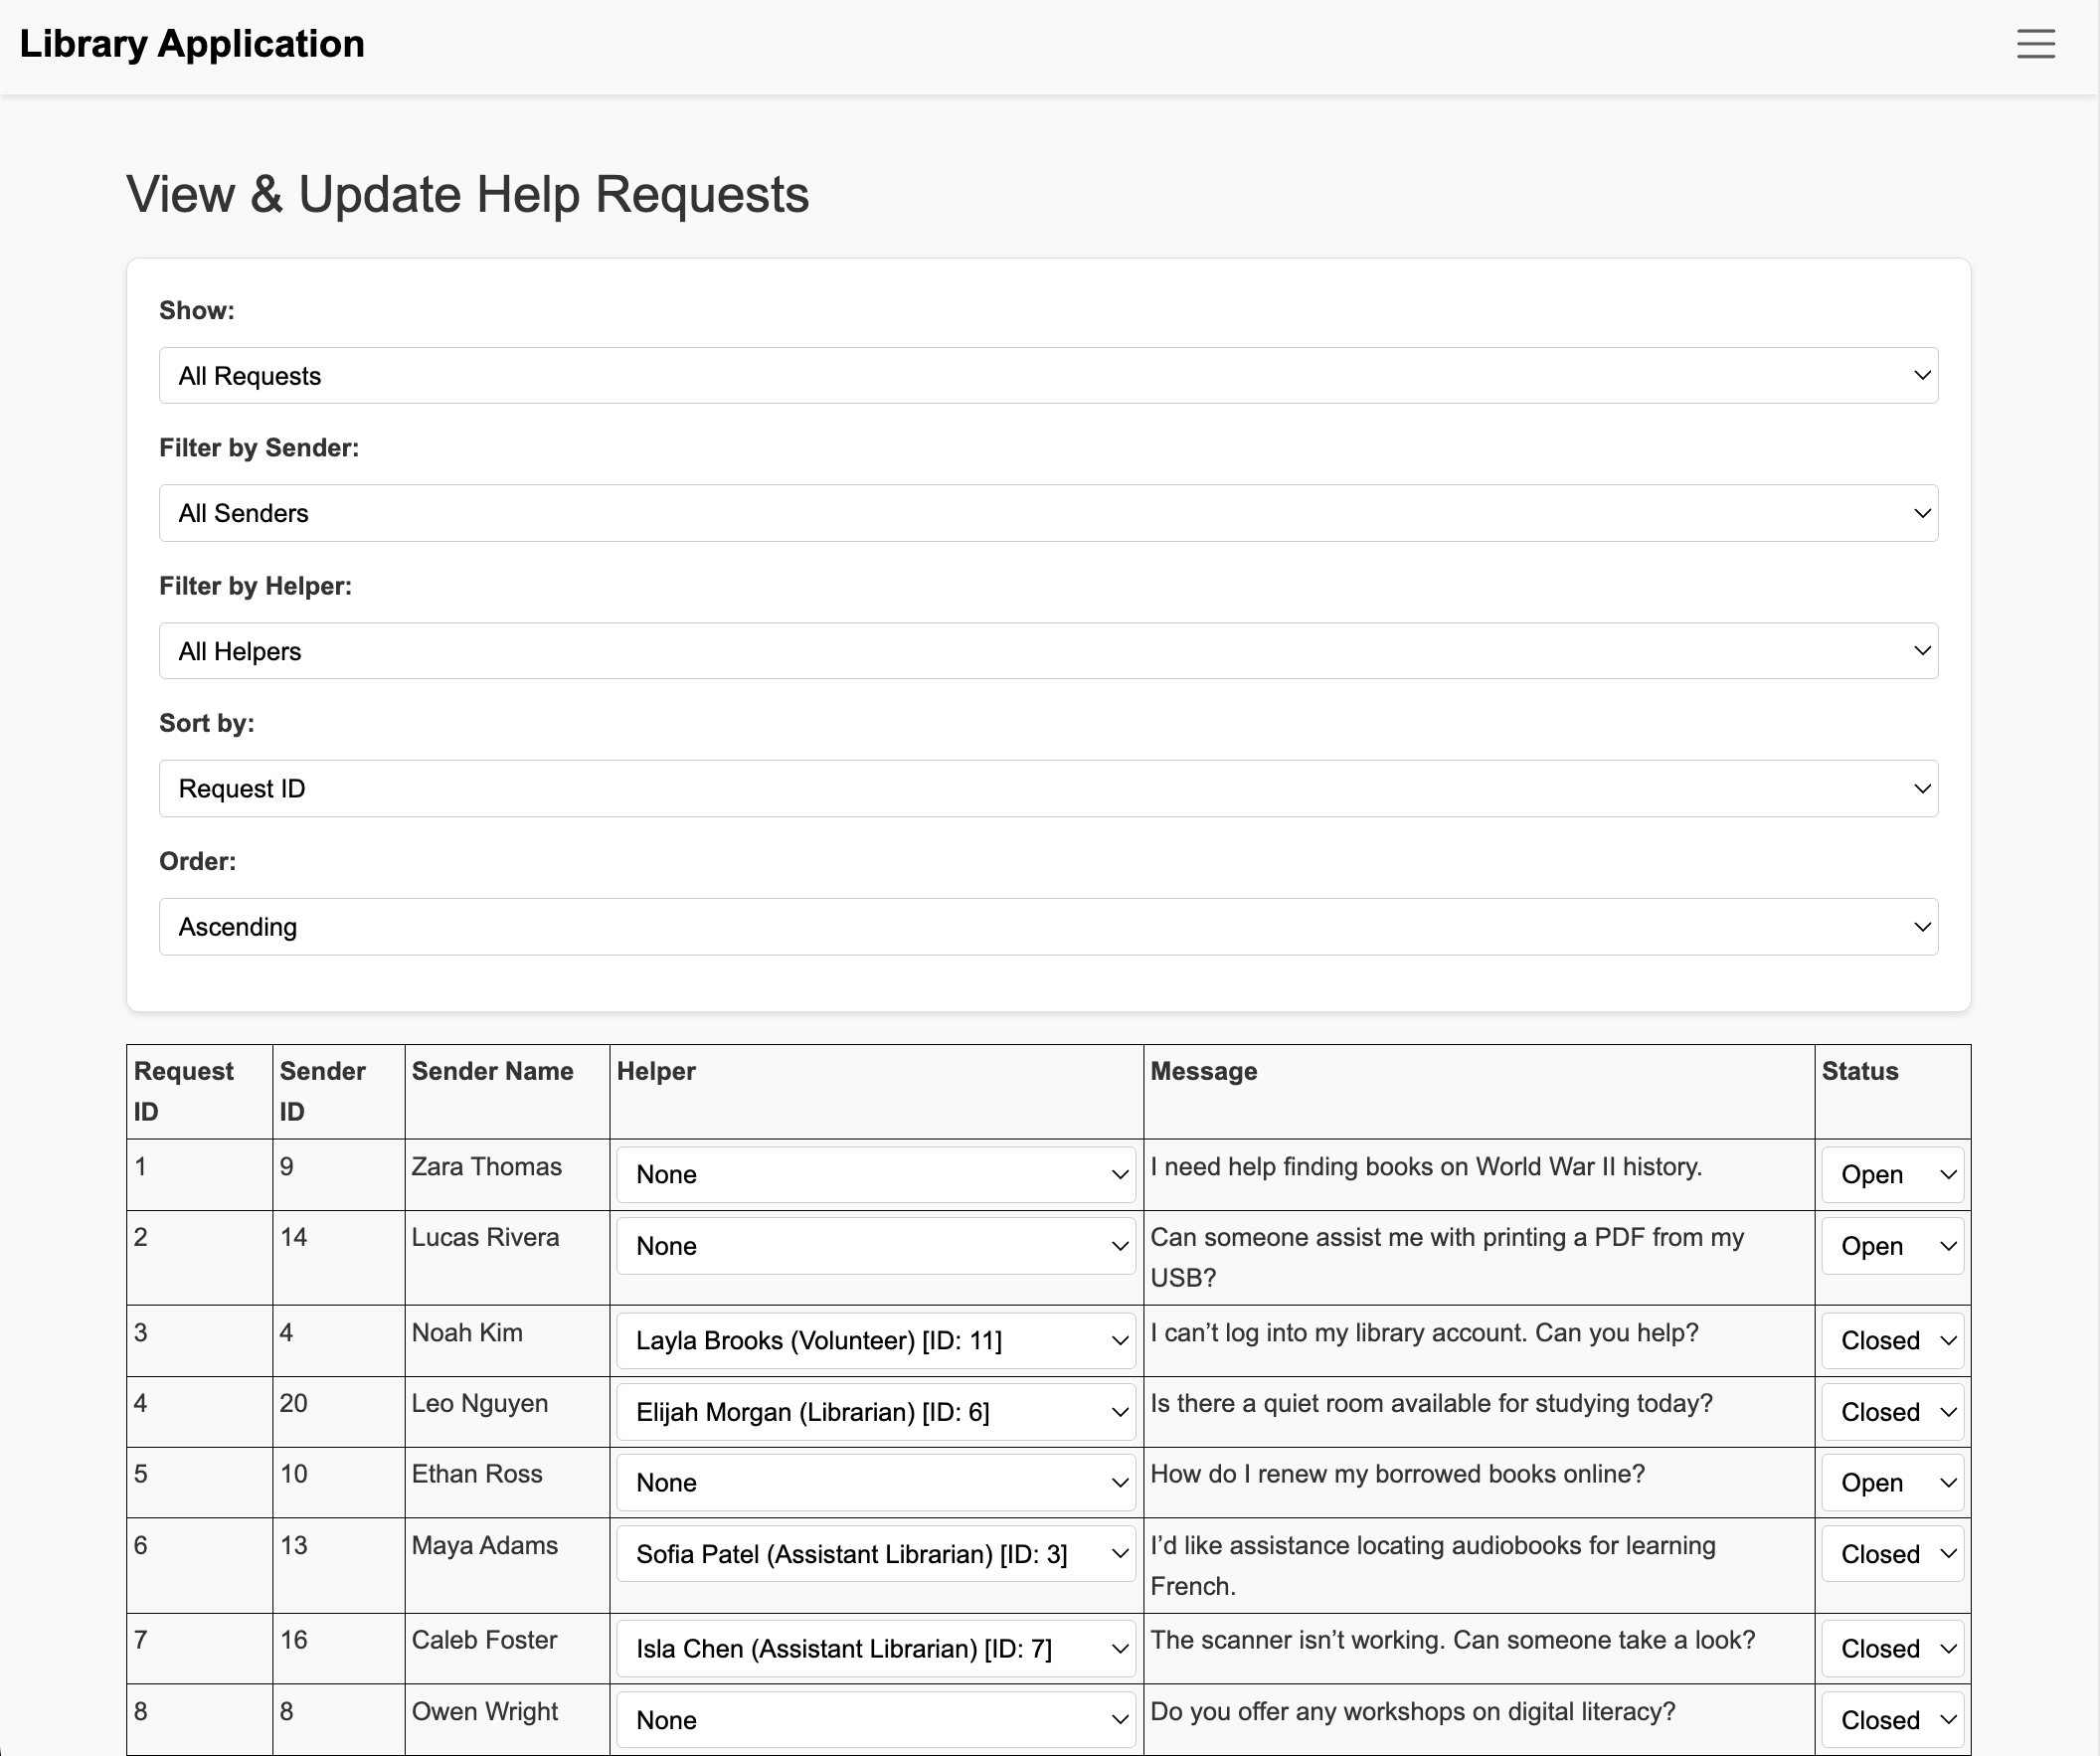 Library Application
View & Update Help Requests
Show:
All Requests
Filter by Sender:
All Senders
Filter by Helper:
All Helpers
Sort by:
Request ID
Order:
Ascending
Request ID Sender ID Sender Name Helper Message Status
1 9 Zara Thomas None I need help finding books on World War II history. Open
2 14 Lucas Rivera None Can someone assist me with printing a PDF from my USB? Open
3 4 Noah Kim Layla Brooks (Volunteer) [ID: 11] I can’t log into my library account. Can you help? Closed
4 20 Leo Nguyen Elijah Morgan (Librarian) [ID: 6] Is there a quiet room available for studying today? Closed
5 10 Ethan Ross None How do I renew my borrowed books online? Open
6 13 Maya Adams Sofia Patel (Assistant Librarian) [ID: 3] I’d like assistance locating audiobooks for learning French. Closed
7 16 Caleb Foster Isla Chen (Assistant Librarian) [ID: 7] The scanner isn’t working. Can someone take a look? Closed
8 8 Owen Wright None Do you offer any workshops on digital literacy? Closed